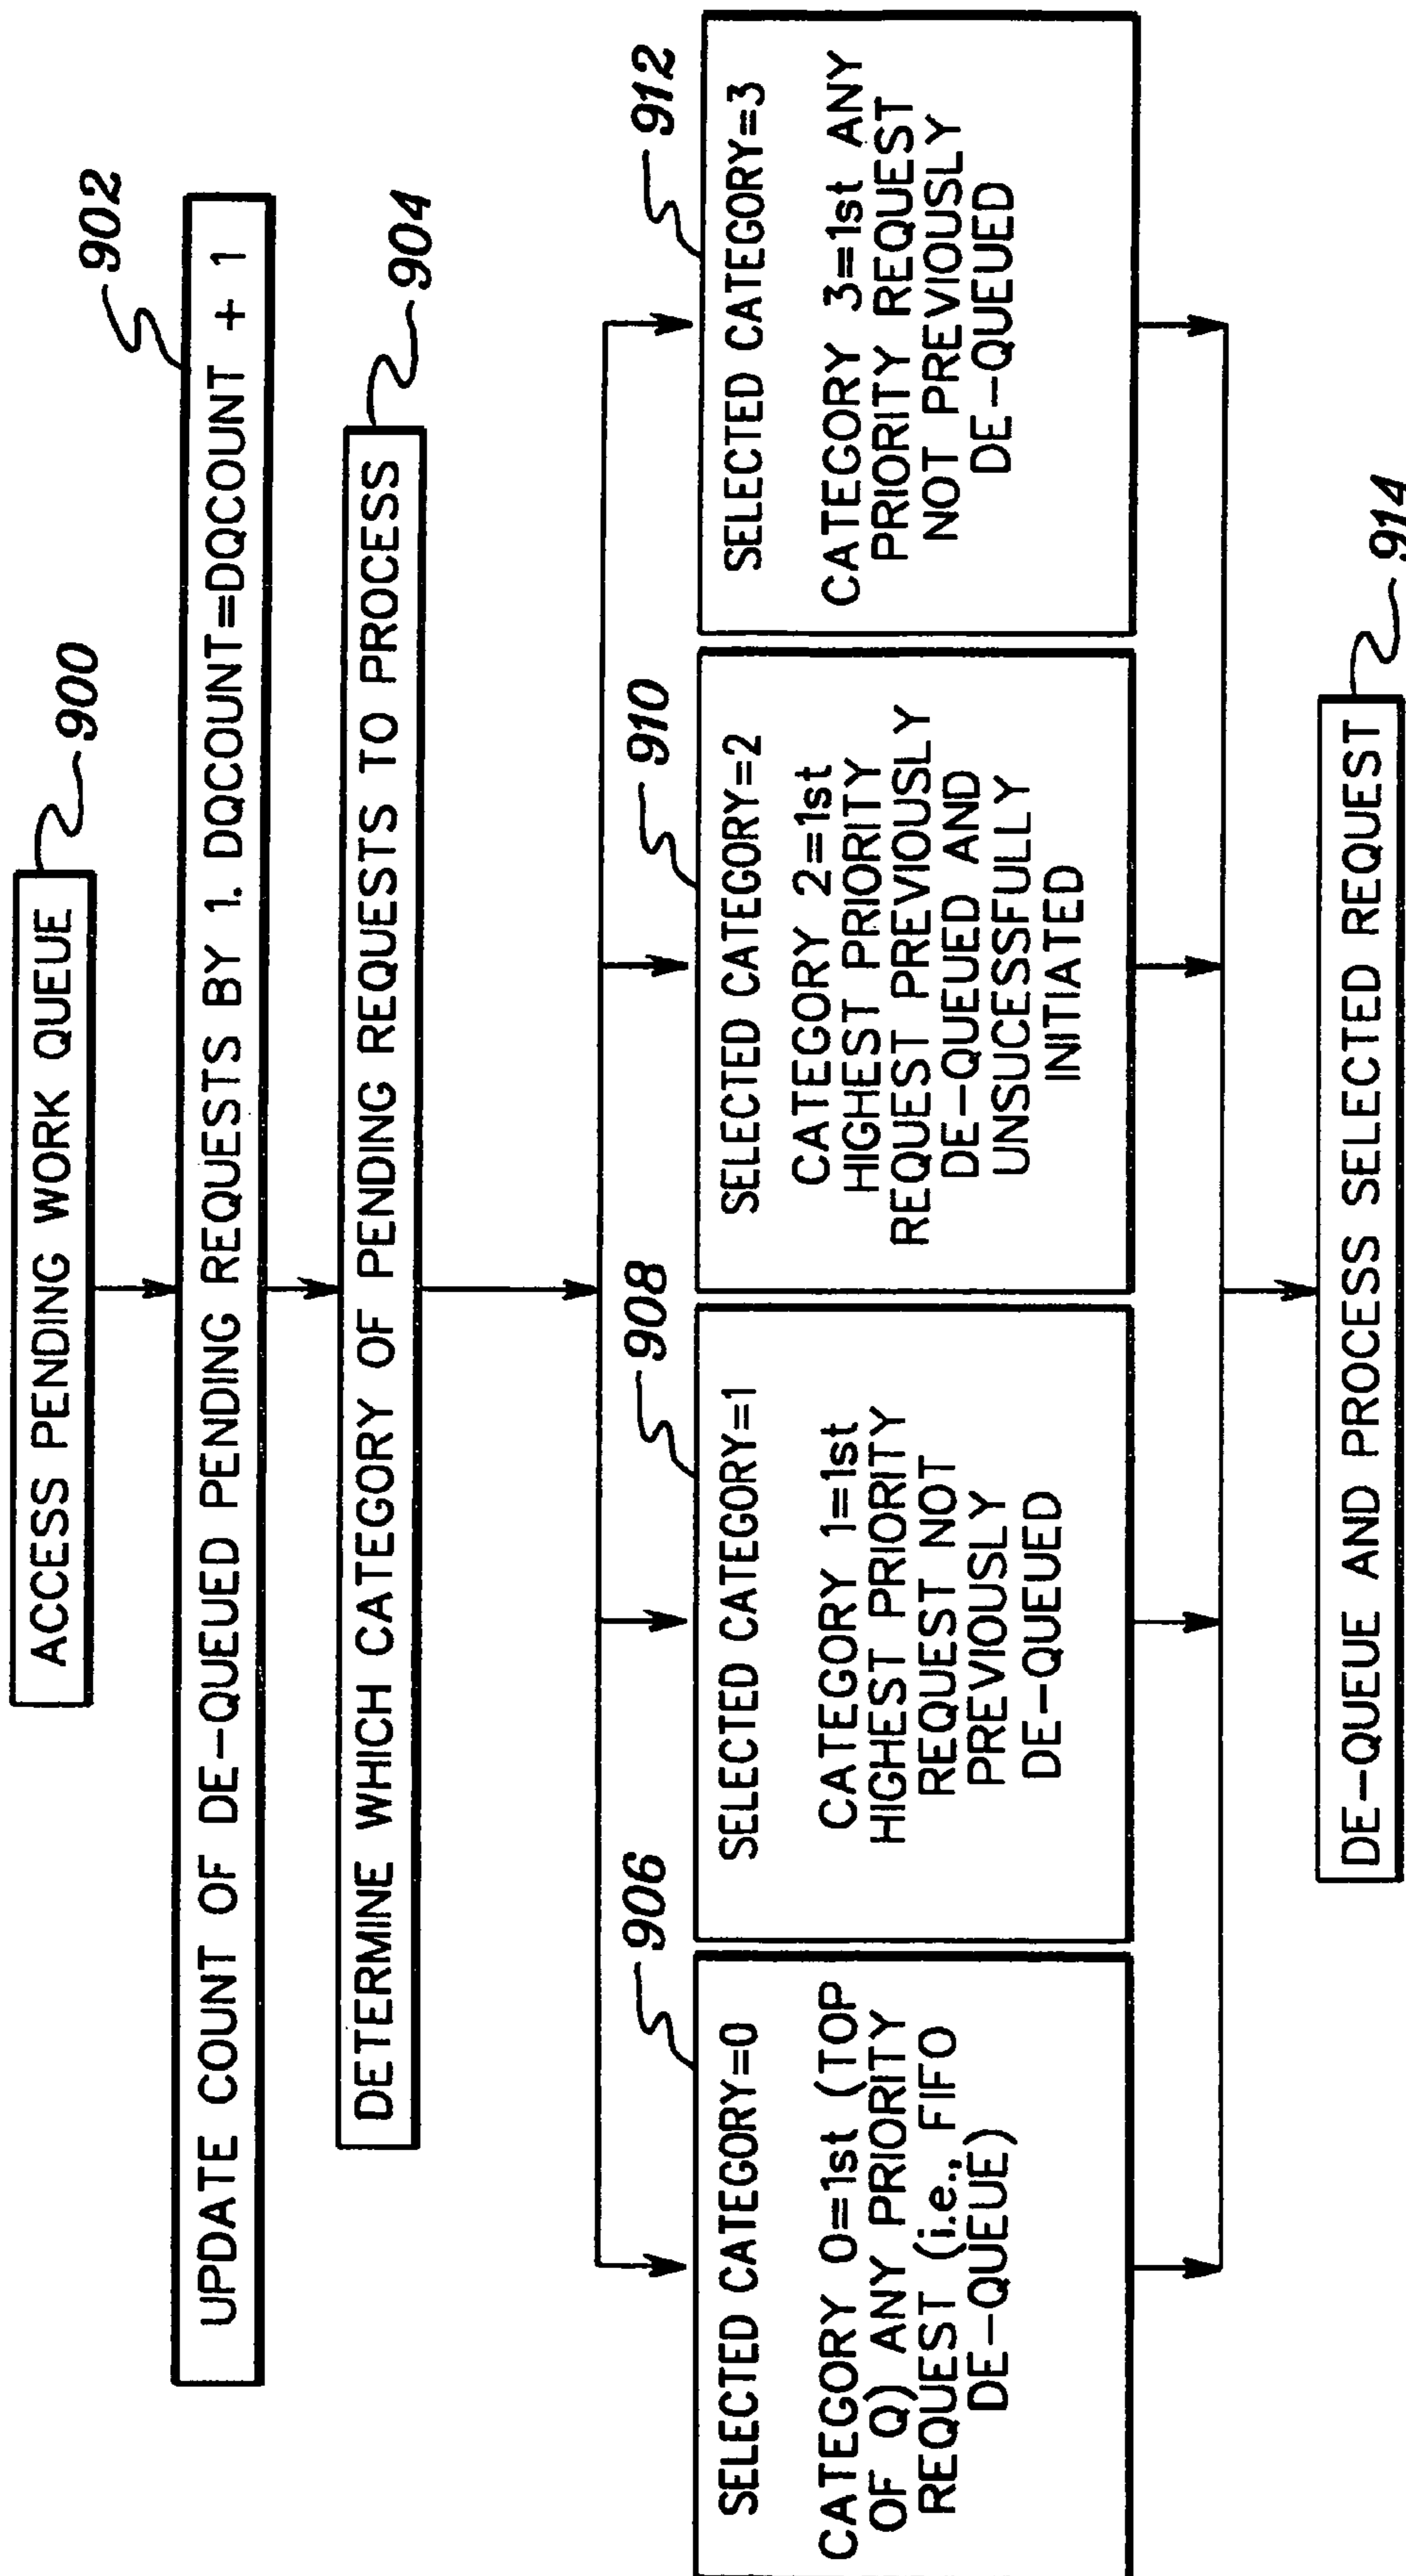 ACCESS PENDING WORK QUEUE
900
UPDATE COUNT OF DE-QUEUED PENDING REQUESTS BY 1. DQCOUNT=DQCOUNT + 1
902
DETERMINE WHICH CATEGORY OF PENDING REQUESTS TO PROCESS
904
906
SELECTED CATEGORY=0
CATEGORY 0=1st (TOP
OF Q) ANY PRIORITY
REQUEST (i.e., FIFO
DE-QUEUE)
908
SELECTED CATEGORY=1
CATEGORY 1=1st
HIGHEST PRIORITY
REQUEST NOT
PREVIOUSLY
DE-QUEUED
910
SELECTED CATEGORY=2
CATEGORY 2=1st
HIGHEST PRIORITY
REQUEST PREVIOUSLY
DE-QUEUED AND
UNSUCESSFULLY
INITIATED
912
SELECTED CATEGORY=3
CATEGORY 3=1st ANY
PRIORITY REQUEST
NOT PREVIOUSLY
DE-QUEUED
DE-QUEUE AND PROCESS SELECTED REQUEST
914